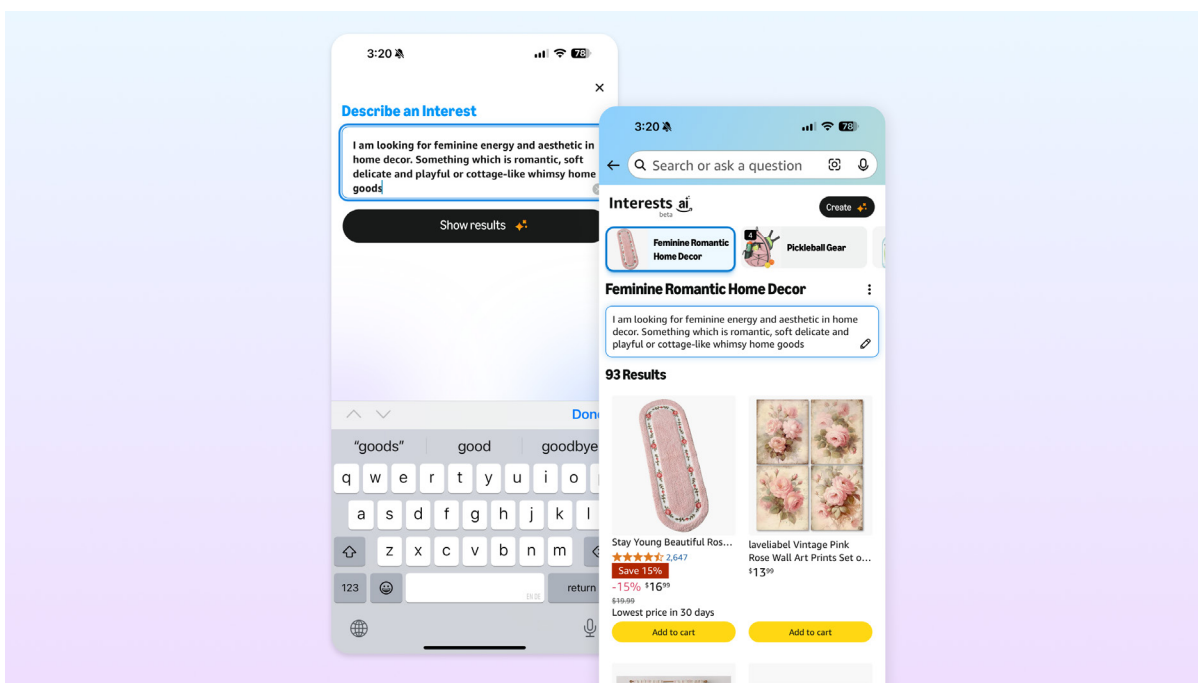 3:20
78
Describe an Interest
I am looking for feminine energy and aesthetic in
home decor. Something which is romantic, soft
delicate and playful or cottage-like whimsy home
goods
Show results
Done
"goods" good goodbye
q w e r t y u i o
a s d f g h j k l
z x c v b n m
123 return
3:20
78
Search or ask a question
Interests ai
beta
Create
Feminine Romantic
Home Decor
4
Pickleball Gear
Feminine Romantic Home Decor
I am looking for feminine energy and aesthetic in home
decor. Something which is romantic, soft delicate and
playful or cottage-like whimsy home goods
93 Results
Stay Young Beautiful Ros...
2,647
Save 15%
-15% $1699
$19.99
Lowest price in 30 days
Add to cart
laveliabel Vintage Pink
Rose Wall Art Prints Set o...
$1399
Add to cart